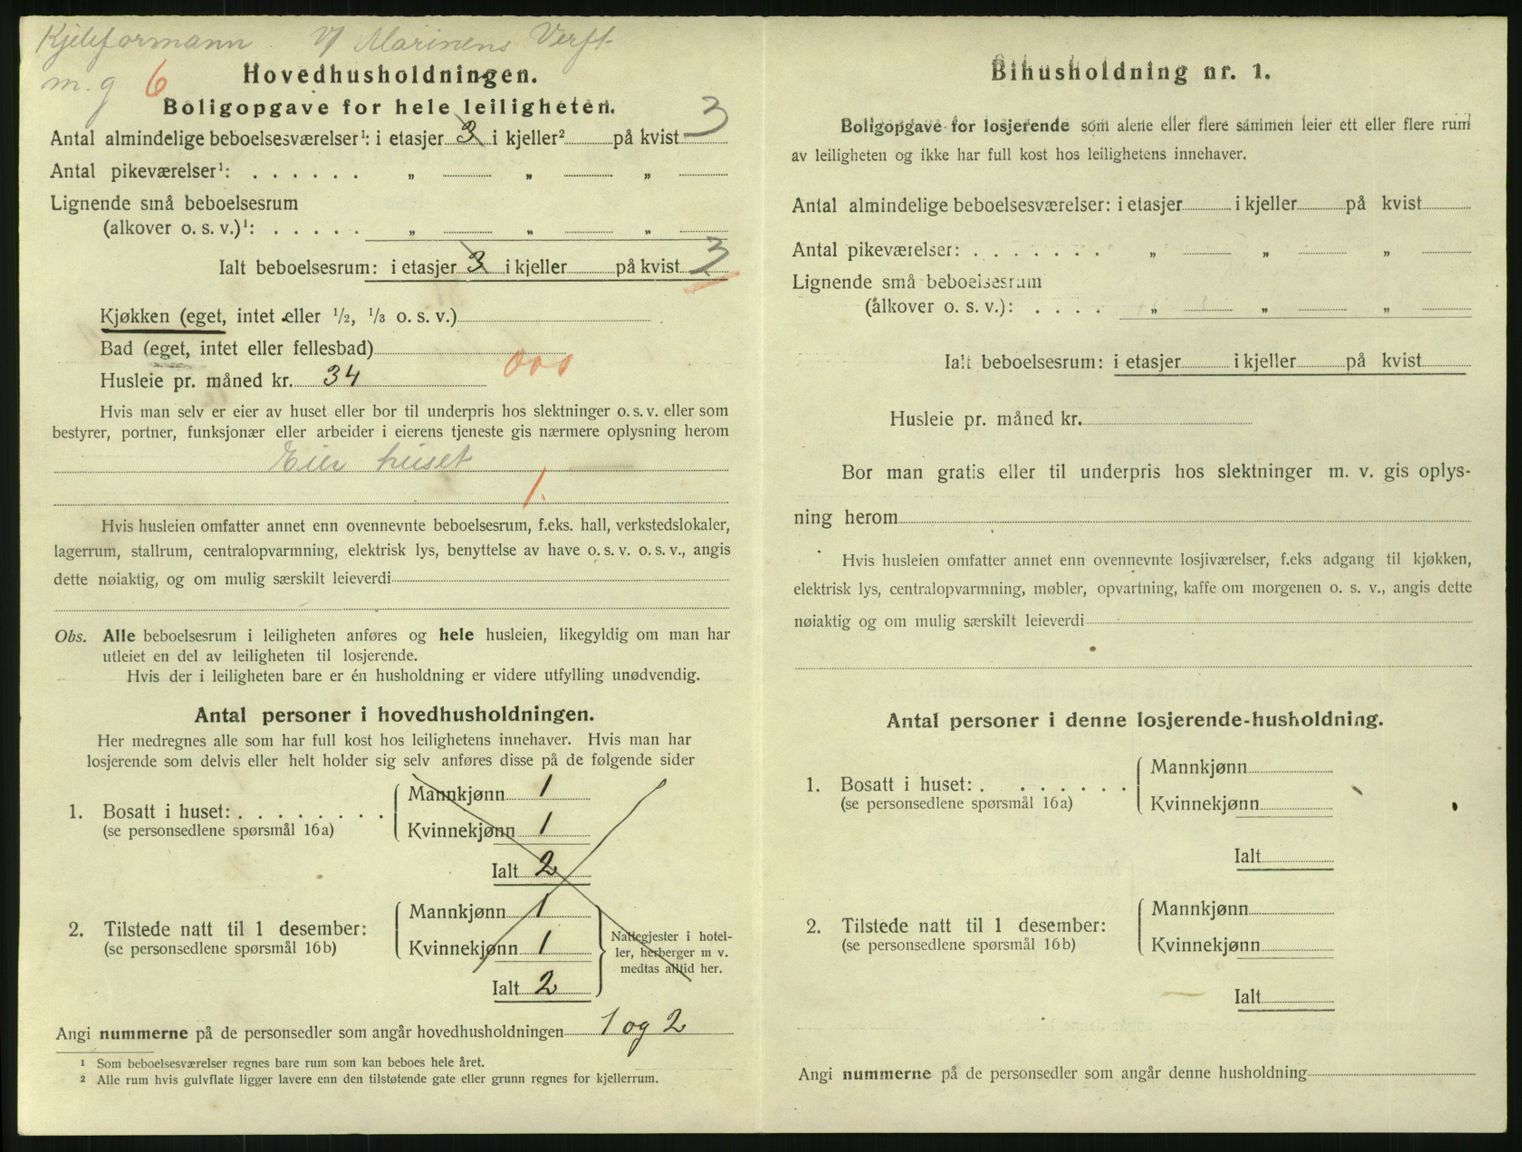 Kjeleformann V/ Marinens Verft
m. g 6
Hovedhusholdningen.
Boligopgave for hele leiligheten.
Antal almindelige beboelsesværelser¹: i etasjer 3 i kjeller² på kvist 3
Antal pikeværelser¹: . . . . . . „ „ „
Lignende små beboelsesrum
(alkover o. s. v.)¹: . . . . . „ „ „
Ialt beboelsesrum: i etasjer 3 i kjeller på kvist 3
Kjøkken (eget, intet eller ½, ⅓ o. s. v.)
Bad (eget, intet eller fellesbad)
Husleie pr. måned kr. 34 000
Hvis man selv er eier av huset eller bor til underpris hos slektninger o. s. v. eller som
bestyrer, portner, funksjonær eller arbeider i eierens tjeneste gis nærmere oplysning herom
Eier huset
1.
Hvis husleien omfatter annet enn ovennevnte beboelsesrum, f.eks. hall, verkstedslokaler,
lagerrum, stallrum, centralopvarmning, elektrisk lys, benyttelse av have o. s. v. o. s. v., angis
dette nøiaktig, og om mulig særskilt leieverdi
Obs. Alle beboelsesrum i leiligheten anføres og hele husleien, likegyldig om man har
utleiet en del av leiligheten til losjerende.
Hvis der i leiligheten bare er én husholdning er videre utfylling unødvendig.
Antal personer i hovedhusholdningen.
Her medregnes alle som har full kost hos leilighetens innehaver. Hvis man har
losjerende som delvis eller helt holder sig selv anføres disse på de følgende sider
1. Bosatt i huset: . . . . . . . .
(se personsedlene spørsmål 16a)
Mannkjønn 1
Kvinnekjønn 1
Ialt 2
2. Tilstede natt til 1 desember:
(se personsedlene spørsmål 16b)
Mannkjønn 1
Kvinnekjønn 1
Ialt 2
Nattegjester i hotel-
ler, herberger m v.
medtas alltid her.
Angi nummerne på de personsedler som angår hovedhusholdningen 1 og 2
¹ Som beboelsesværelser regnes bare rum som kan beboes hele året.
² Alle rum hvis gulvflate ligger lavere enn den tilstøtende gate eller grunn regnes for kjellerrum.
Bihusholdning nr. 1.
Boligopgave for losjerende som alene eller flere sammen leier ett eller flere rum
av leiligheten og ikke har full kost hos leilighetens innehaver.
Antal almindelige beboelsesværelser: i etasjer i kjeller på kvist
Antal pikeværelser: . . . . . . . „ „ „
Lignende små beboelsesrum
(alkover o. s. v.): . . . . „ „ „
Ialt beboelsesrum: i etasjer i kjeller på kvist
Husleie pr. måned kr.
Bor man gratis eller til underpris hos slektninger m. v. gis oplys-
ning herom
Hvis husleien omfatter annet enn ovennevnte losjiværelser, f.eks adgang til kjøkken,
elektrisk lys, centralopvarmning, møbler, opvartning, kaffe om morgenen o. s. v., angis dette
nøiaktig og om mulig særskilt leieverdi
Antal personer i denne losjerende-husholdning.
1. Bosatt i huset: . . . . . . .
(se personsedlene spørsmål 16a)
Mannkjønn
Kvinnekjønn
Ialt
2. Tilstede natt til 1 desember:
(se personsedlene spørsmål 16b)
Mannkjønn
Kvinnekjønn
Ialt
Angi nummerne på de personsedler som angår denne husholdning